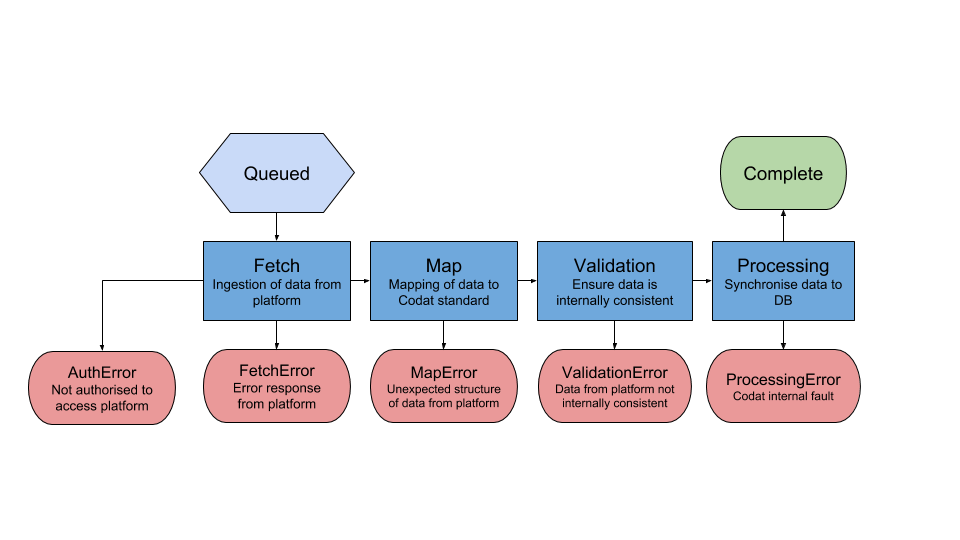 Queued
Complete
Fetch
Ingestion of data from
platform
Map
Mapping of data to
Codat standard
Validation
Ensure data is
internally consistent
Processing
Synchronise data to
DB
AuthError
Not authorised to
access platform
FetchError
Error response
from platform
MapError
Unexpected structure
of data from platform
ValidationError
Data from platform not
internally consistent
ProcessingError
Codat internal fault